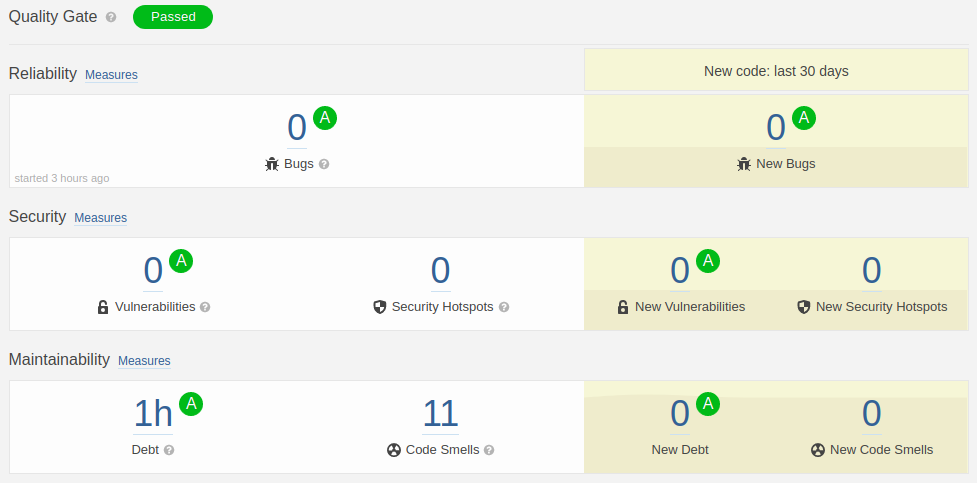 Quality Gate ? Passed
Reliability Measures
New code: last 30 days
0 A
Bugs ?
started 3 hours ago
0 A
New Bugs
Security Measures
0 A
Vulnerabilities ?
0
Security Hotspots ?
0 A
New Vulnerabilities
0
New Security Hotspots
Maintainability Measures
1h A
Debt ?
11
Code Smells ?
0 A
New Debt
0
New Code Smells